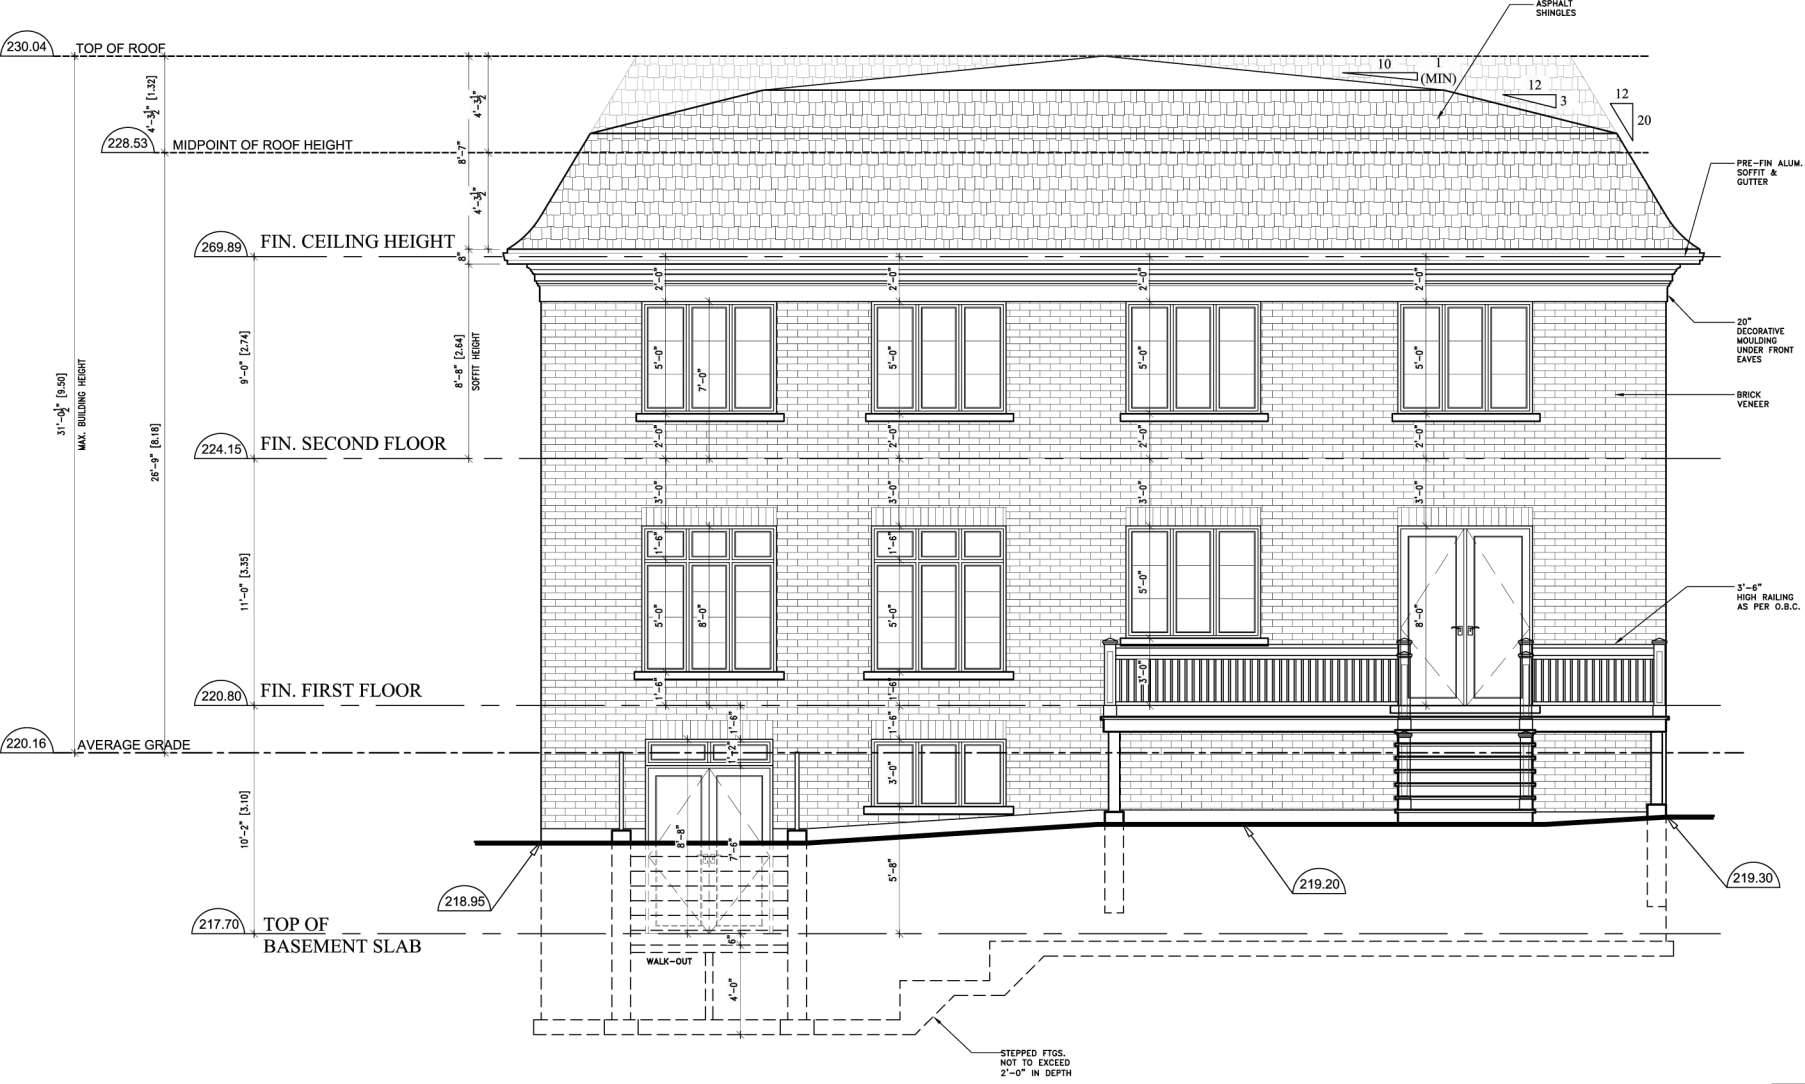 ASPHALT
SHINGLES
230.04 TOP OF ROOF
10 1
(MIN)
12
3
12
20
4'-3½" [1.32]
4'-3½"
228.53 MIDPOINT OF ROOF HEIGHT
8'-7"
4'-3½"
PRE-FIN ALUM.
SOFFIT &
GUTTER
269.89 FIN. CEILING HEIGHT
8"
2'-0" 2'-0" 2'-0" 2'-0"
20"
DECORATIVE
MOULDING
UNDER FRONT
EAVES
9'-0" [2.74]
8'-8" [2.64]
SOFFIT HEIGHT
5'-0" 7'-0" 5'-0" 5'-0" 5'-0"
31'-0½" [9.50]
MAX. BUILDING HEIGHT
BRICK
VENEER
26'-9" [8.18]
2'-0" 2'-0" 2'-0" 2'-0"
224.15 FIN. SECOND FLOOR
3'-0" 3'-0" 3'-0" 3'-0"
1'-6" 1'-6"
11'-0" [3.35]
5'-0" 8'-0" 5'-0" 5'-0" 8'-0"
3'-6"
HIGH RAILING
AS PER O.B.C.
1'-6" 1'-6" 3'-0"
220.80 FIN. FIRST FLOOR
1'-6" 1'-6"
220.16 AVERAGE GRADE
1'-2"
3'-0"
10'-2" [3.10]
8'-8" 7'-6"
5'-8"
218.95
219.20
219.30
217.70 TOP OF
BASEMENT SLAB
6"
WALK-OUT
4'-0"
STEPPED FTGS.
NOT TO EXCEED
2'-0" IN DEPTH